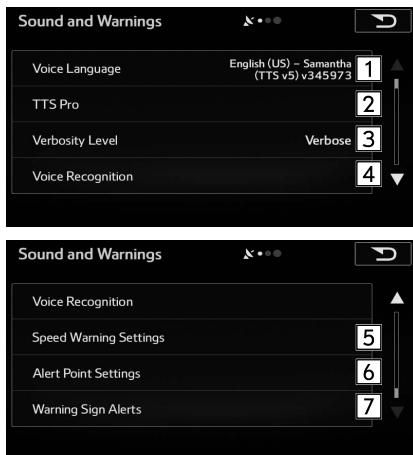 Sound and Warnings
Voice Language
English (US) – Samantha
(TTS v5) v345973
1
TTS Pro
2
Verbosity Level
Verbose
3
Voice Recognition
4
Sound and Warnings
Voice Recognition
Speed Warning Settings
5
Alert Point Settings
6
Warning Sign Alerts
7